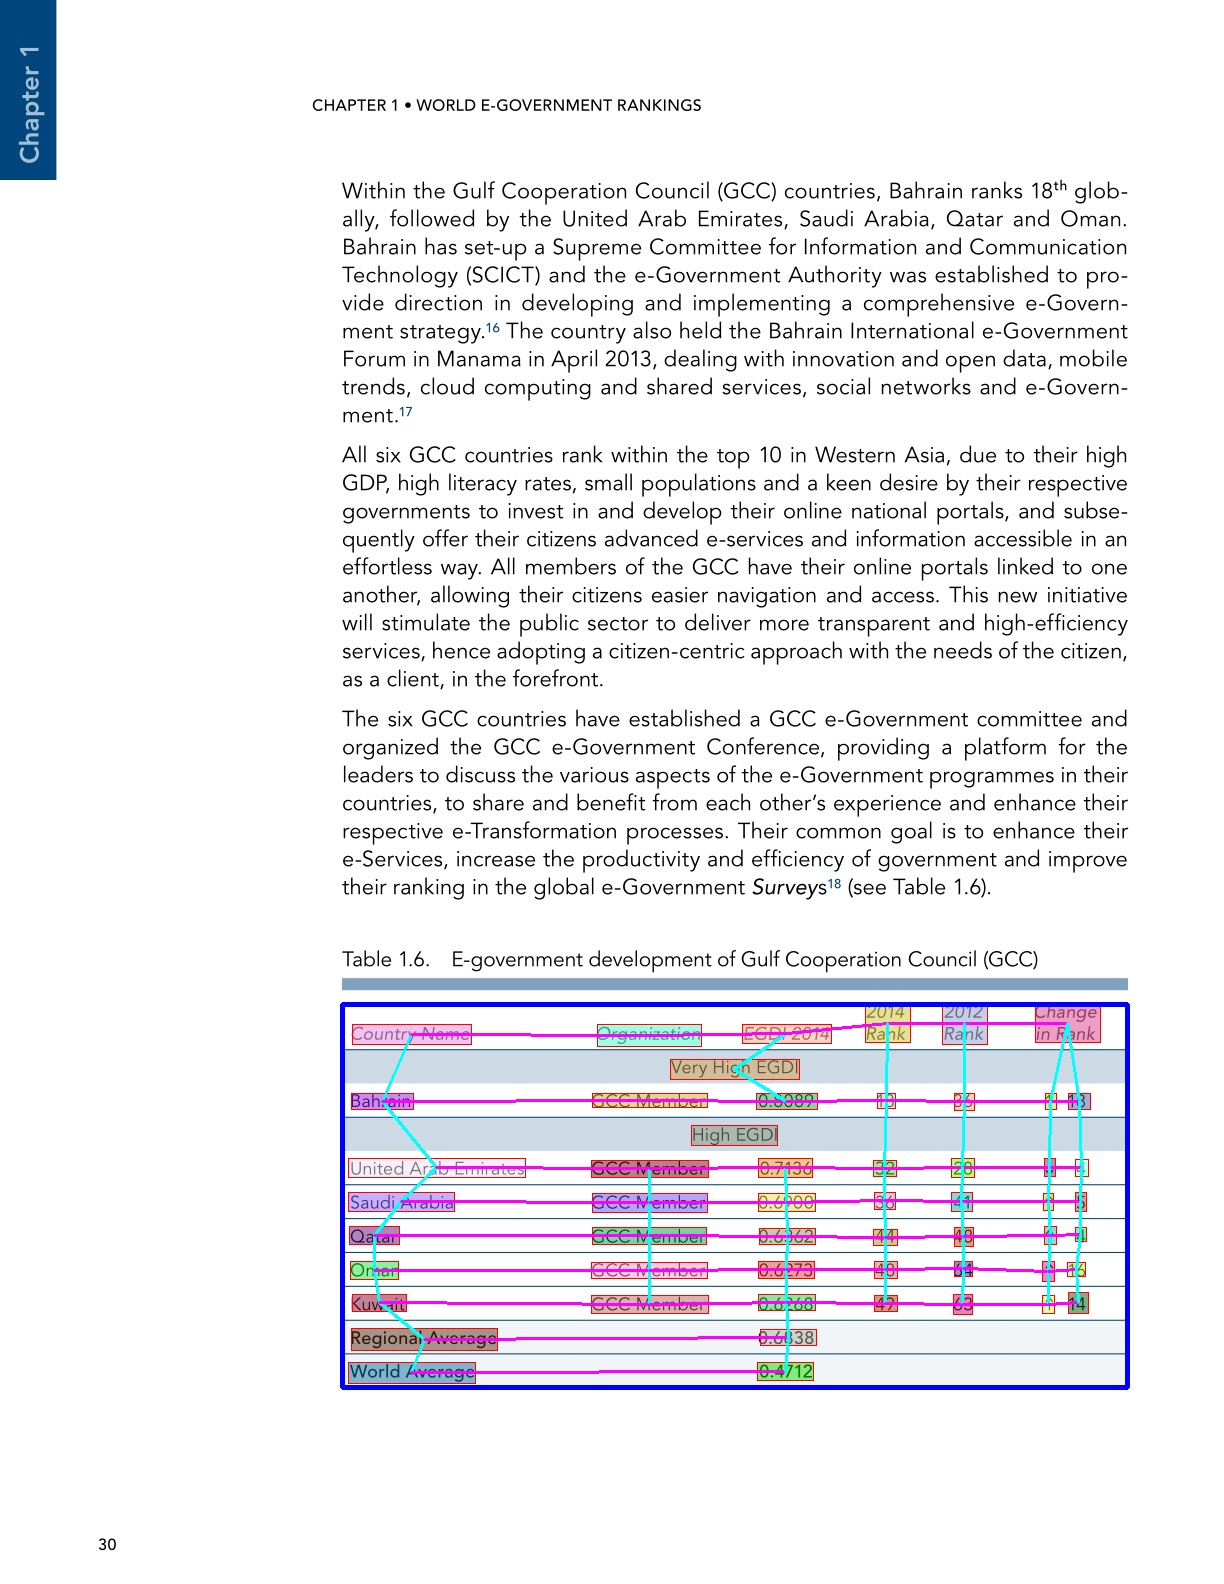 Chapter 1
CHAPTER 1 • WORLD E-GOVERNMENT RANKINGS
Within the Gulf Cooperation Council (GCC) countries, Bahrain ranks 18th glob-
ally, followed by the United Arab Emirates, Saudi Arabia, Qatar and Oman.
Bahrain has set-up a Supreme Committee for Information and Communication
Technology (SCICT) and the e-Government Authority was established to pro-
vide direction in developing and implementing a comprehensive e-Govern-
ment strategy.16 The country also held the Bahrain International e-Government
Forum in Manama in April 2013, dealing with innovation and open data, mobile
trends, cloud computing and shared services, social networks and e-Govern-
ment.17
All six GCC countries rank within the top 10 in Western Asia, due to their high
GDP, high literacy rates, small populations and a keen desire by their respective
governments to invest in and develop their online national portals, and subse-
quently offer their citizens advanced e-services and information accessible in an
effortless way. All members of the GCC have their online portals linked to one
another, allowing their citizens easier navigation and access. This new initiative
will stimulate the public sector to deliver more transparent and high-efficiency
services, hence adopting a citizen-centric approach with the needs of the citizen,
as a client, in the forefront.
The six GCC countries have established a GCC e-Government committee and
organized the GCC e-Government Conference, providing a platform for the
leaders to discuss the various aspects of the e-Government programmes in their
countries, to share and benefit from each other's experience and enhance their
respective e-Transformation processes. Their common goal is to enhance their
e-Services, increase the productivity and efficiency of government and improve
their ranking in the global e-Government Surveys18 (see Table 1.6).
Table 1.6. E-government development of Gulf Cooperation Council (GCC)
Country Name Organization EGDI 2014 2014 Rank 2012 Rank Change in Rank
Very High EGDI
Bahrain GCC Member 0.8089 18 36 18
High EGDI
United Arab Emirates GCC Member 0.7136 32 28 4
Saudi Arabia GCC Member 0.6900 36 41 5
Qatar GCC Member 0.6362 44 48 4
Oman GCC Member 0.6273 48 64 16
Kuwait GCC Member 0.6268 49 63 14
Regional Average 0.6838
World Average 0.4712
30